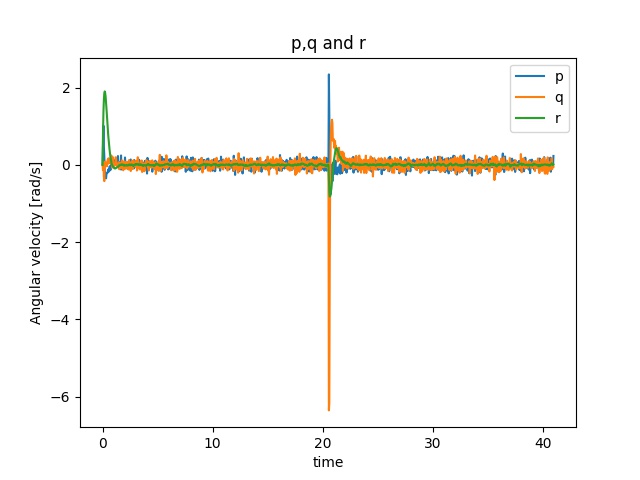 p,q and r
p
q
r
Angular velocity [rad/s]
2
0
−2
−4
−6
0 10 20 30 40
time